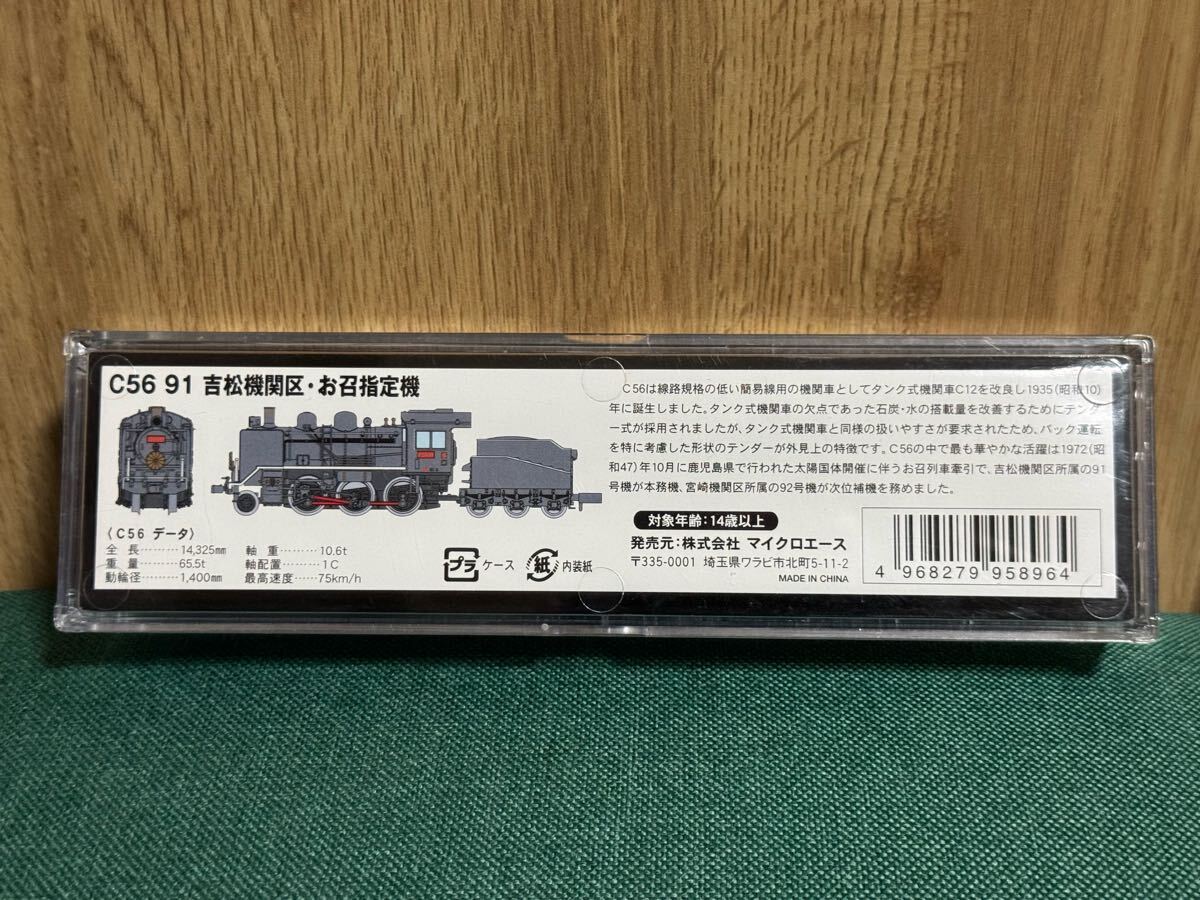 C56 91 吉松機関区・お召指定機
〈C56 データ〉
全 長………14,325㎜
重 量…………65.5t
動輪径………1,400㎜
軸 重…………10.6t
軸配置…………1C
最高速度……75km/h
プラ ケース
紙 内装紙
C56は線路規格の低い簡易線用の機関車としてタンク式機関車C12を改良し1935(昭和10)
年に誕生しました。タンク式機関車の欠点であった石炭・水の搭載量を改善するためにテンダ
ー式が採用されましたが、タンク式機関車と同様の扱いやすさが要求されたため、バック運転
を特に考慮した形状のテンダーが外見上の特徴です。C56の中で最も華やかな活躍は1972(昭
和47)年10月に鹿児島県で行われた太陽国体開催に伴うお召列車牽引で、吉松機関区所属の91
号機が本務機、宮崎機関区所属の92号機が次位補機を務めました。
対象年齢:14歳以上
発売元:株式会社 マイクロエース
〒335-0001 埼玉県ワラビ市北町5-11-2
MADE IN CHINA
4 968279 958964